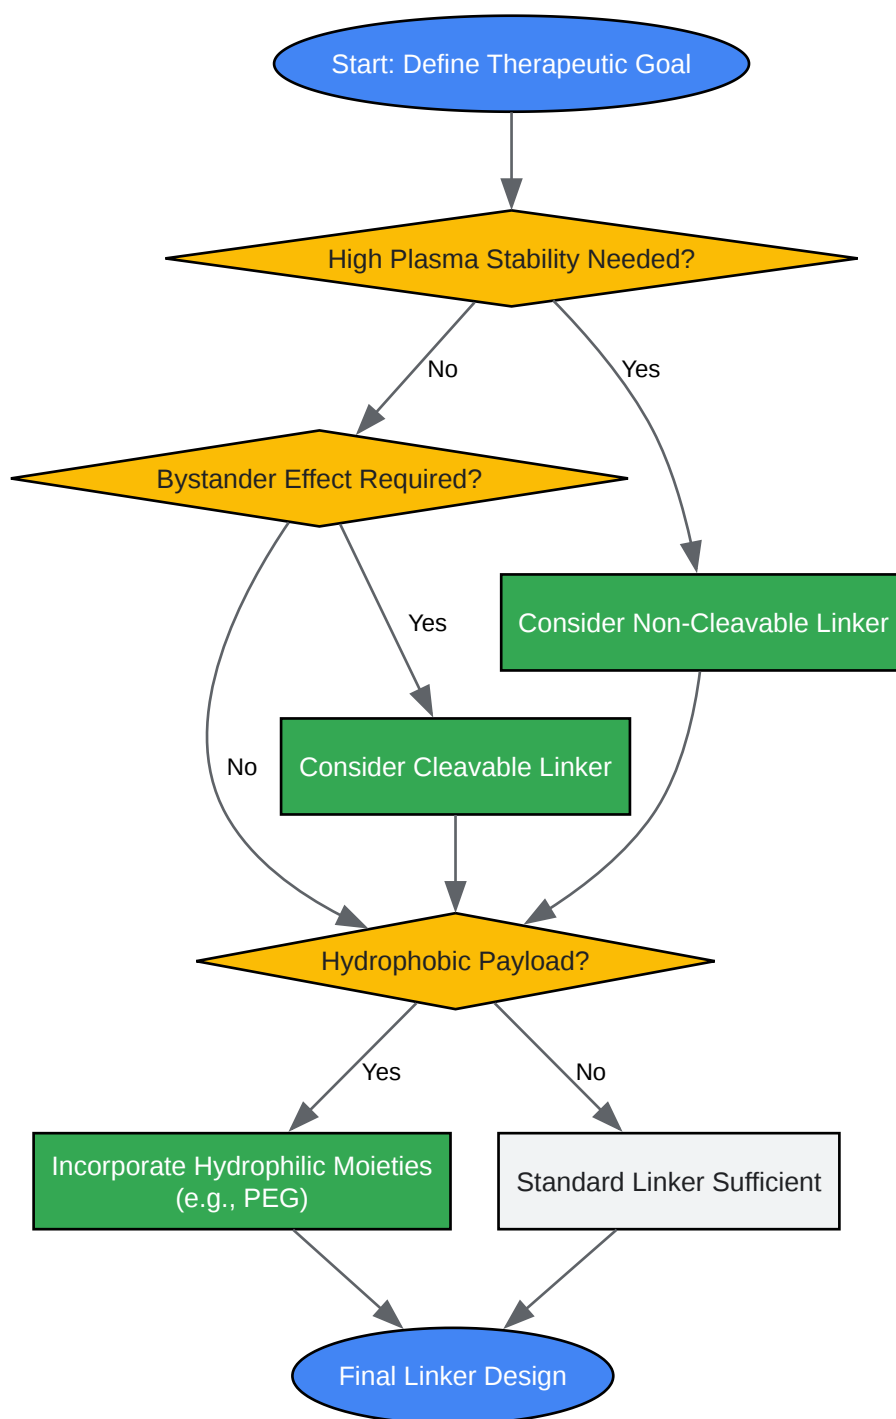 Start: Define Therapeutic Goal
High Plasma Stability Needed?
No
Yes
Bystander Effect Required?
Yes
Consider Non-Cleavable Linker
No
Consider Cleavable Linker
Hydrophobic Payload?
Yes
No
Incorporate Hydrophilic Moieties
(e.g., PEG)
Standard Linker Sufficient
Final Linker Design